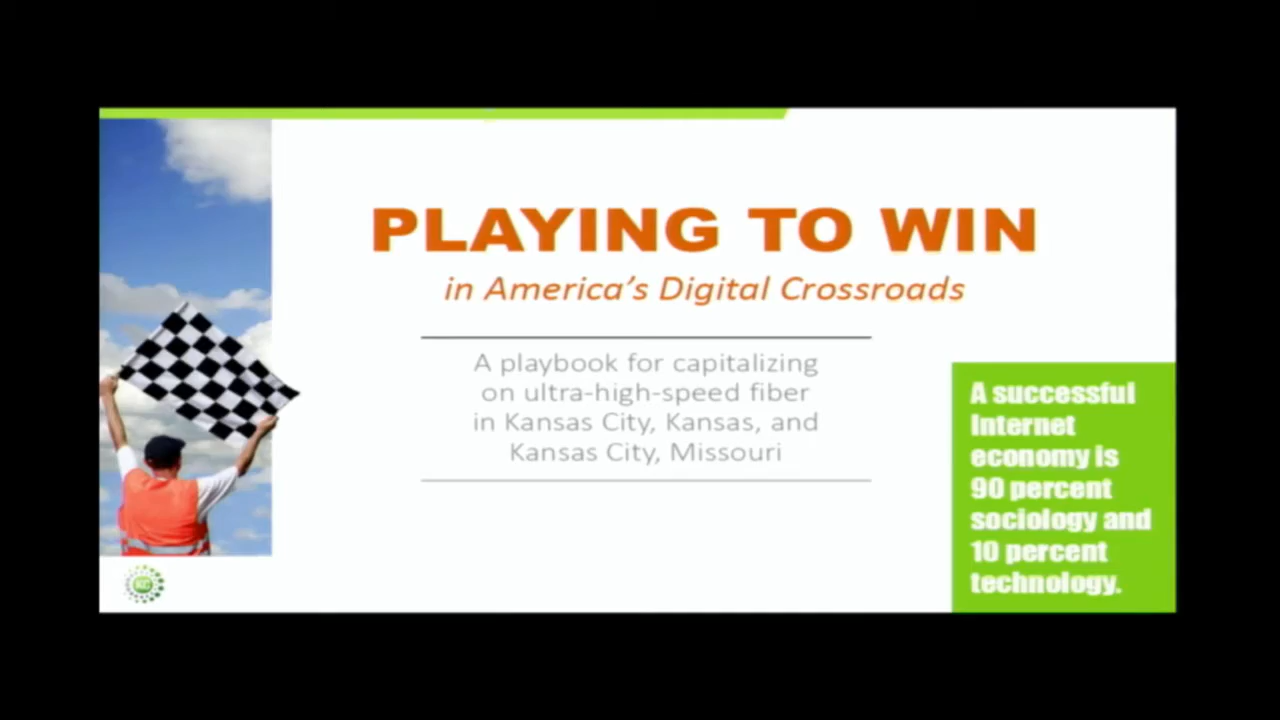 PLAYING TO WIN
in America's Digital Crossroads
A playbook for capitalizing
on ultra-high-speed fiber
in Kansas City, Kansas, and
Kansas City, Missouri
A successful
Internet
economy is
90 percent
sociology and
10 percent
technology.
KC